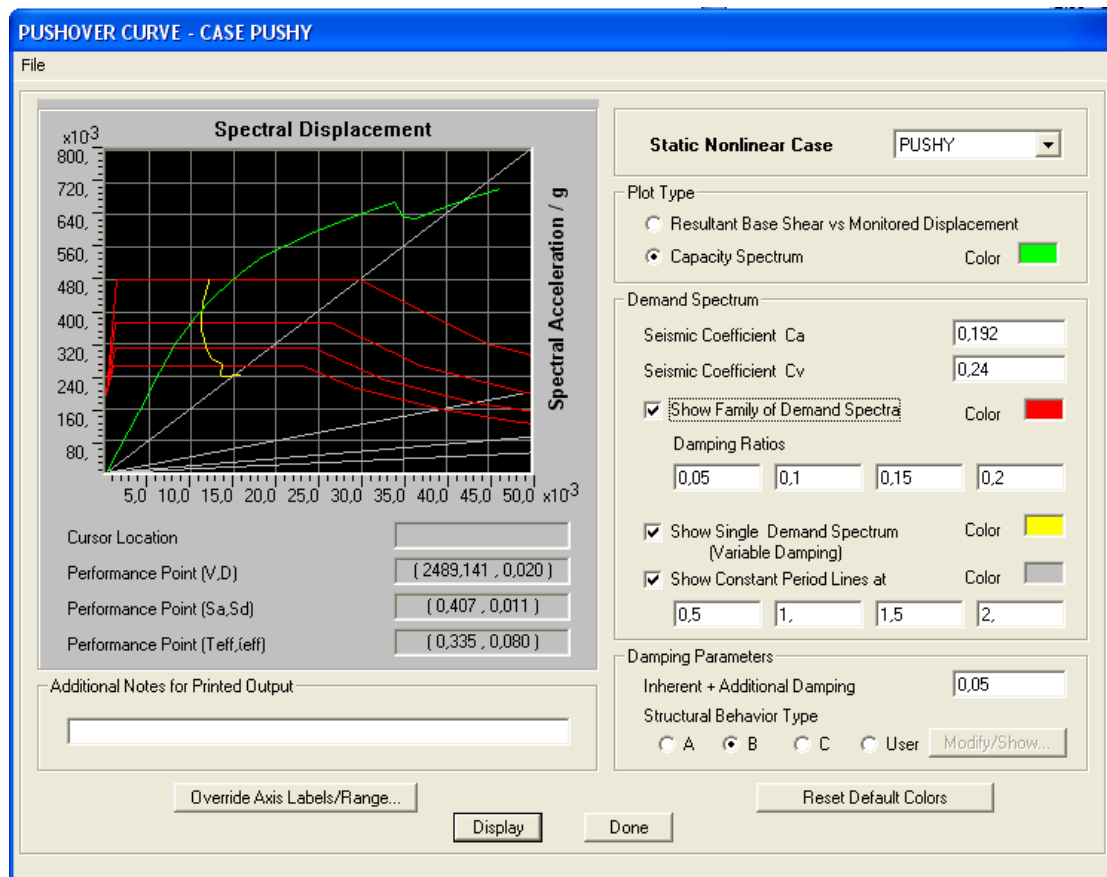 PUSHOVER CURVE - CASE PUSHY
File
x10-3
Spectral Displacement
800,
720,
640,
560,
480,
400,
320,
240,
160,
80,
Spectral Acceleration / g
5,0 10,0 15,0 20,0 25,0 30,0 35,0 40,0 45,0 50,0 x10-3
Cursor Location
Performance Point (V,D) ( 2489,141 , 0,020 )
Performance Point (Sa,Sd) ( 0,407 , 0,011 )
Performance Point (Teff,íeff) ( 0,335 , 0,080 )
Additional Notes for Printed Output
Static Nonlinear Case PUSHY
Plot Type
Resultant Base Shear vs Monitored Displacement
Capacity Spectrum Color
Demand Spectrum
Seismic Coefficient Ca 0,192
Seismic Coefficient Cv 0,24
Show Family of Demand Spectra Color
Damping Ratios
0,05 0,1 0,15 0,2
Show Single Demand Spectrum Color
(Variable Damping)
Show Constant Period Lines at Color
0,5 1, 1,5 2,
Damping Parameters
Inherent + Additional Damping 0,05
Structural Behavior Type
A B C User Modify/Show...
Override Axis Labels/Range... Reset Default Colors
Display Done